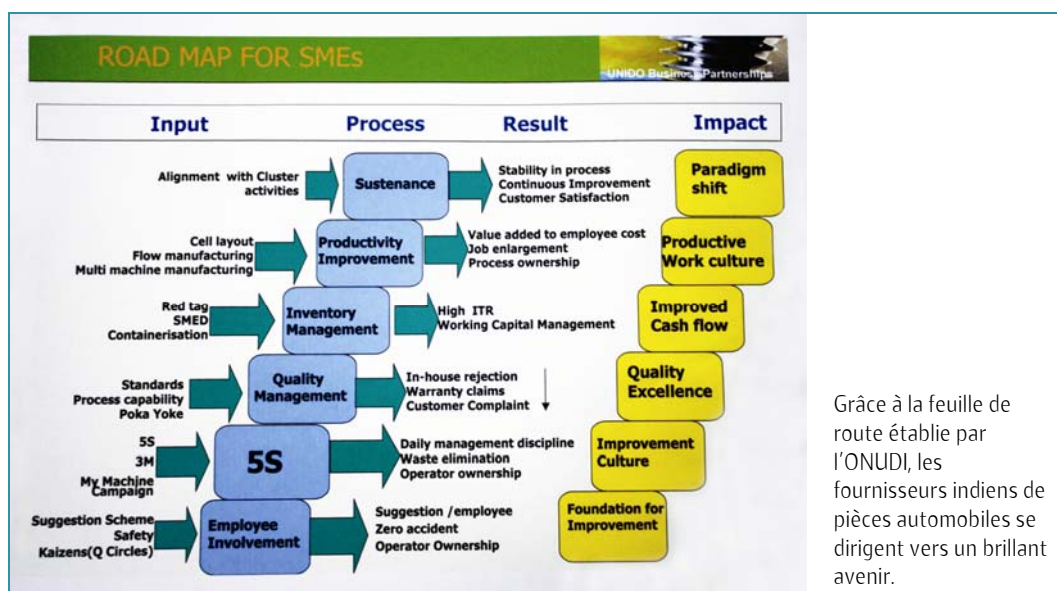 ROAD MAP FOR SMEs
UNIDO Business Partnerships
Input
Process
Result
Impact
Alignment with Cluster
activities
Sustenance
Stability in process
Continuous Improvement
Customer Satisfaction
Paradigm
shift
Cell layout
Flow manufacturing
Multi machine manufacturing
Productivity
Improvement
Value added to employee cost
Job enlargement
Process ownership
Productive
Work culture
Red tag
SMED
Containerisation
Inventory
Management
High ITR
Working Capital Management
Improved
Cash flow
Standards
Process capability
Poka Yoke
Quality
Management
In-house rejection
Warranty claims
Customer Complaint
Quality
Excellence
5S
3M
My Machine
Campaign
5S
Daily management discipline
Waste elimination
Operator ownership
Improvement
Culture
Suggestion Scheme
Safety
Kaizens(Q Circles)
Employee
Involvement
Suggestion /employee
Zero accident
Operator Ownership
Foundation for
Improvement
Grâce à la feuille de
route établie par
l'ONUDI, les
fournisseurs indiens de
pièces automobiles se
dirigent vers un brillant
avenir.